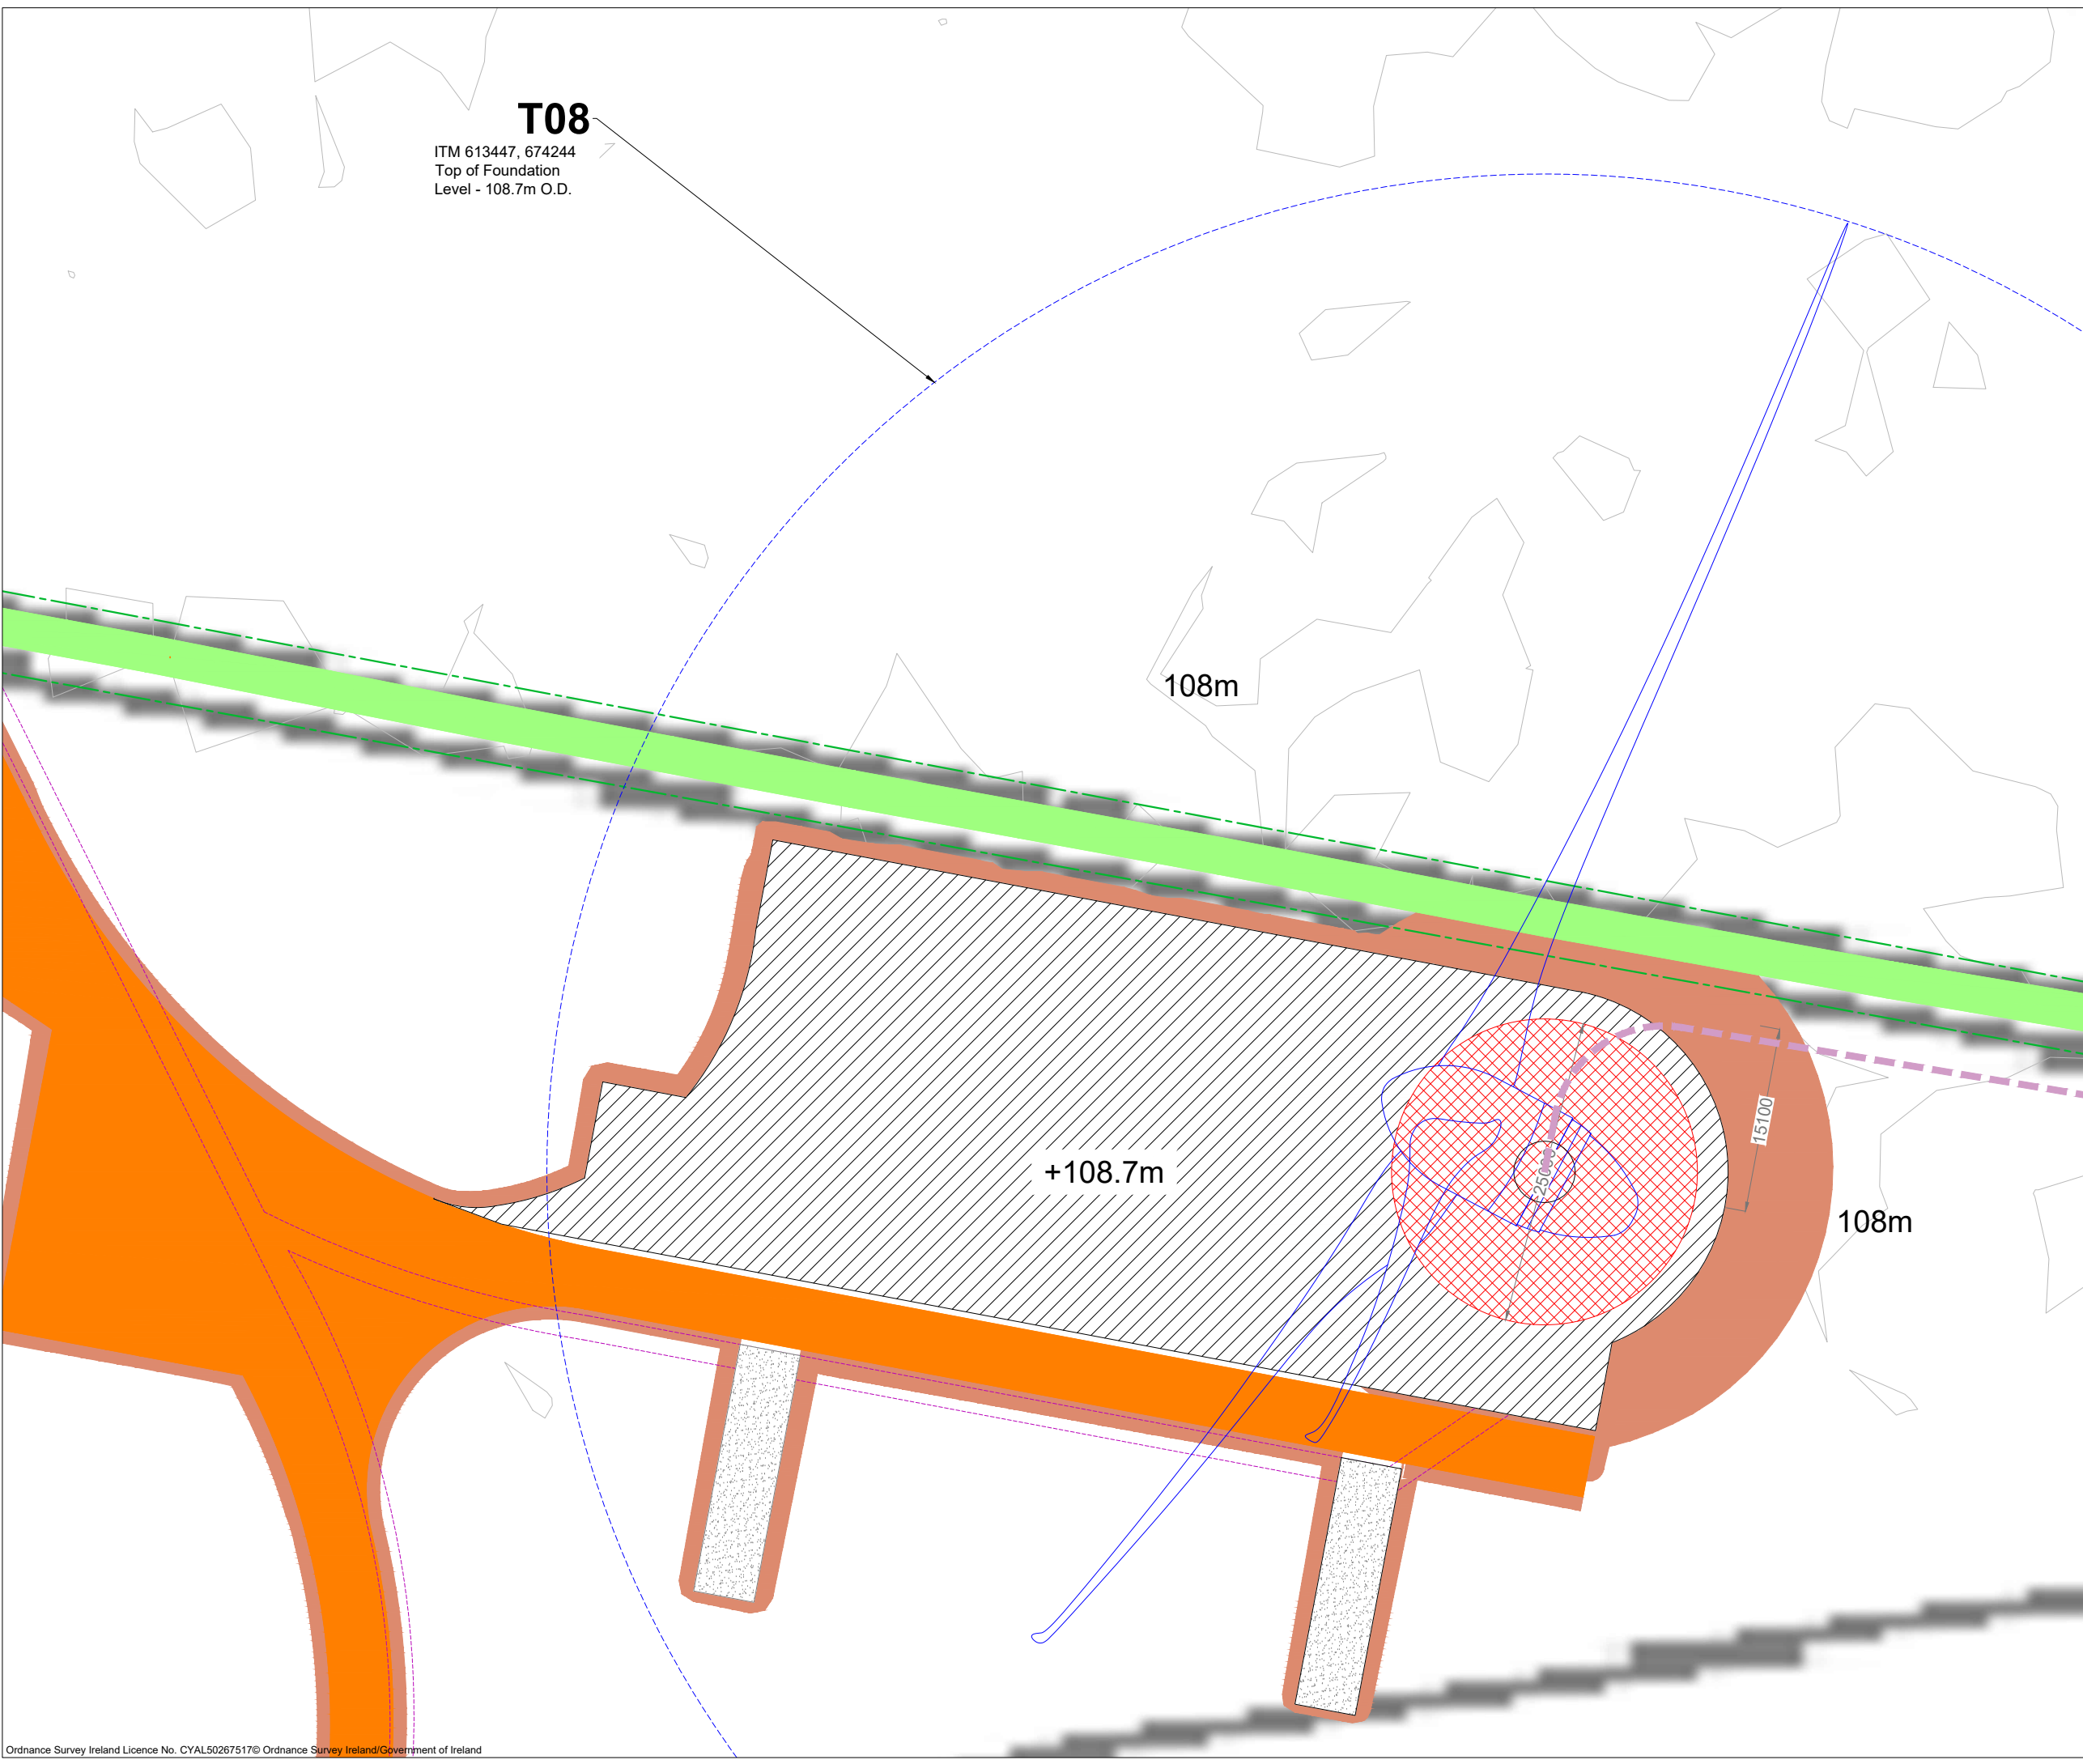 T08
ITM 613447, 674244
Top of Foundation
Level - 108.7m O.D.
108m
15100
+108.7m
108m
Ordnance Survey Ireland Licence No. CYAL50267517© Ordnance Survey Ireland/Government of Ireland